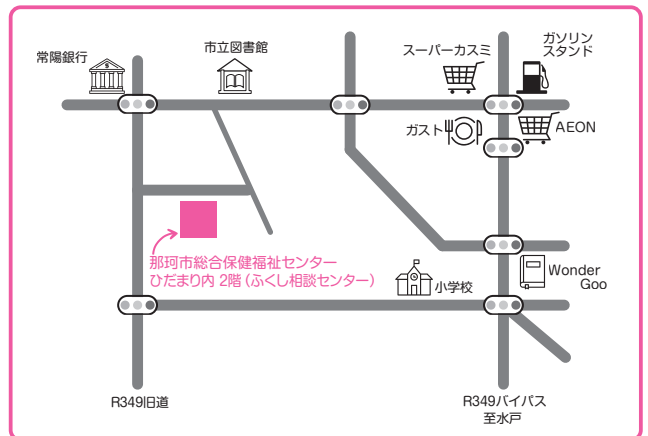 常陽銀行
市立図書館
スーパーカスミ
ガソリン
スタンド
ガスト
AEON
那珂市総合保健福祉センター
ひだまり内 2階（ふくし相談センター）
小学校
Wonder
Goo
R349旧道
R349バイパス
至水戸